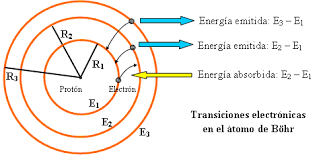 Energía emitida: E3 – E1
R2
Energía emitida: E2 – E1
R1
R3
Energía absorbida: E2 – E1
Protón
Electrón
E1
E2
E3
Transiciones electrónicas
en el átomo de Böhr